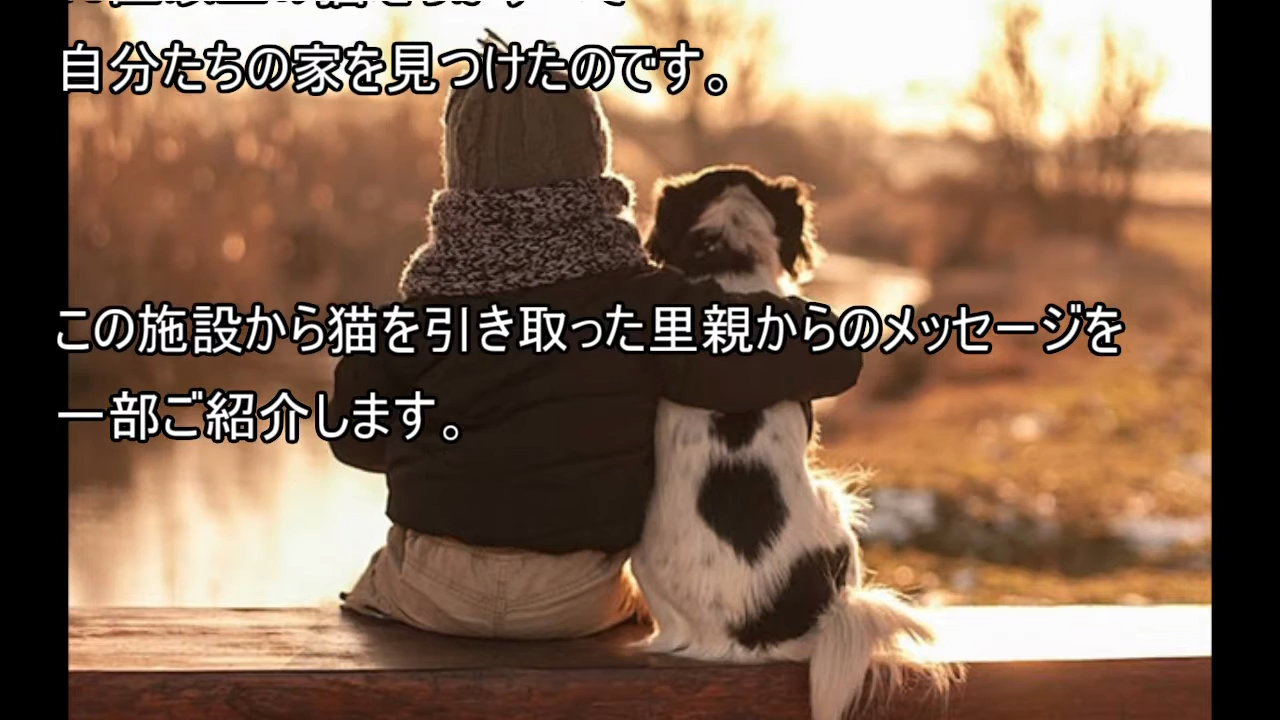 自分たちの家を見つけたのです。
この施設から猫を引き取った里親からのメッセージを
一部ご紹介します。